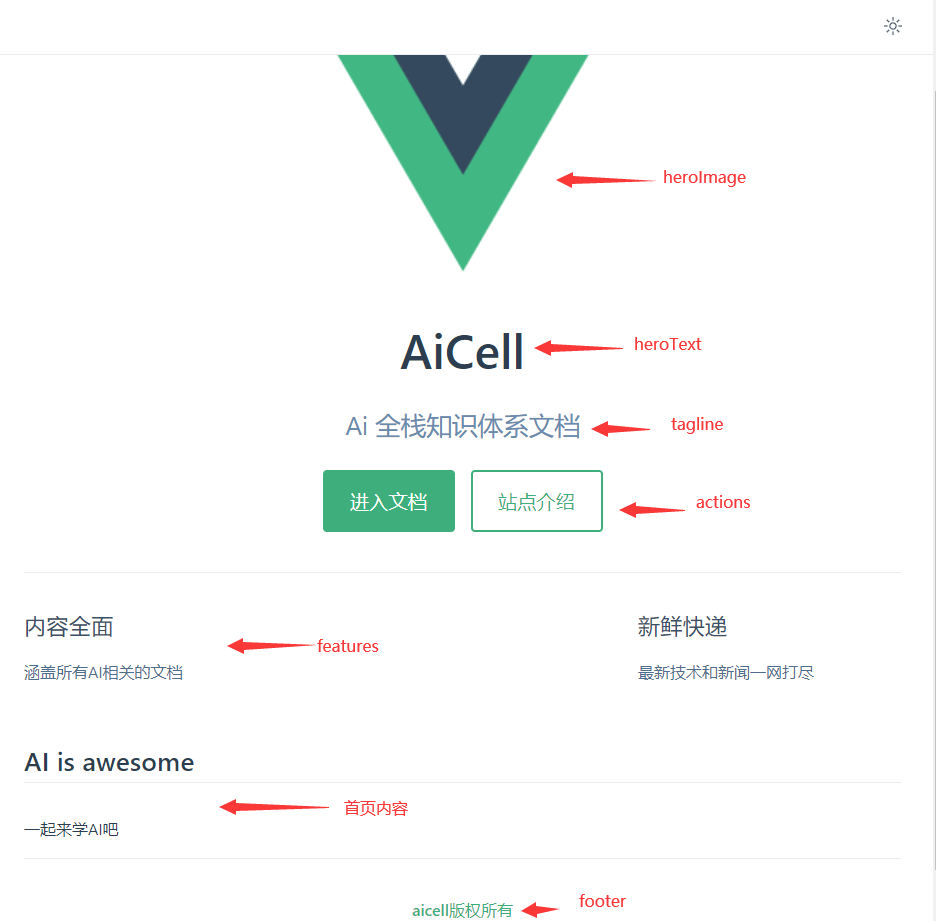 heroImage
AiCell
heroText
Ai 全栈知识体系文档
tagline
进入文档
站点介绍
actions
内容全面
新鲜快递
features
涵盖所有AI相关的文档
最新技术和新闻一网打尽
AI is awesome
首页内容
一起来学AI吧
aicell版权所有
footer